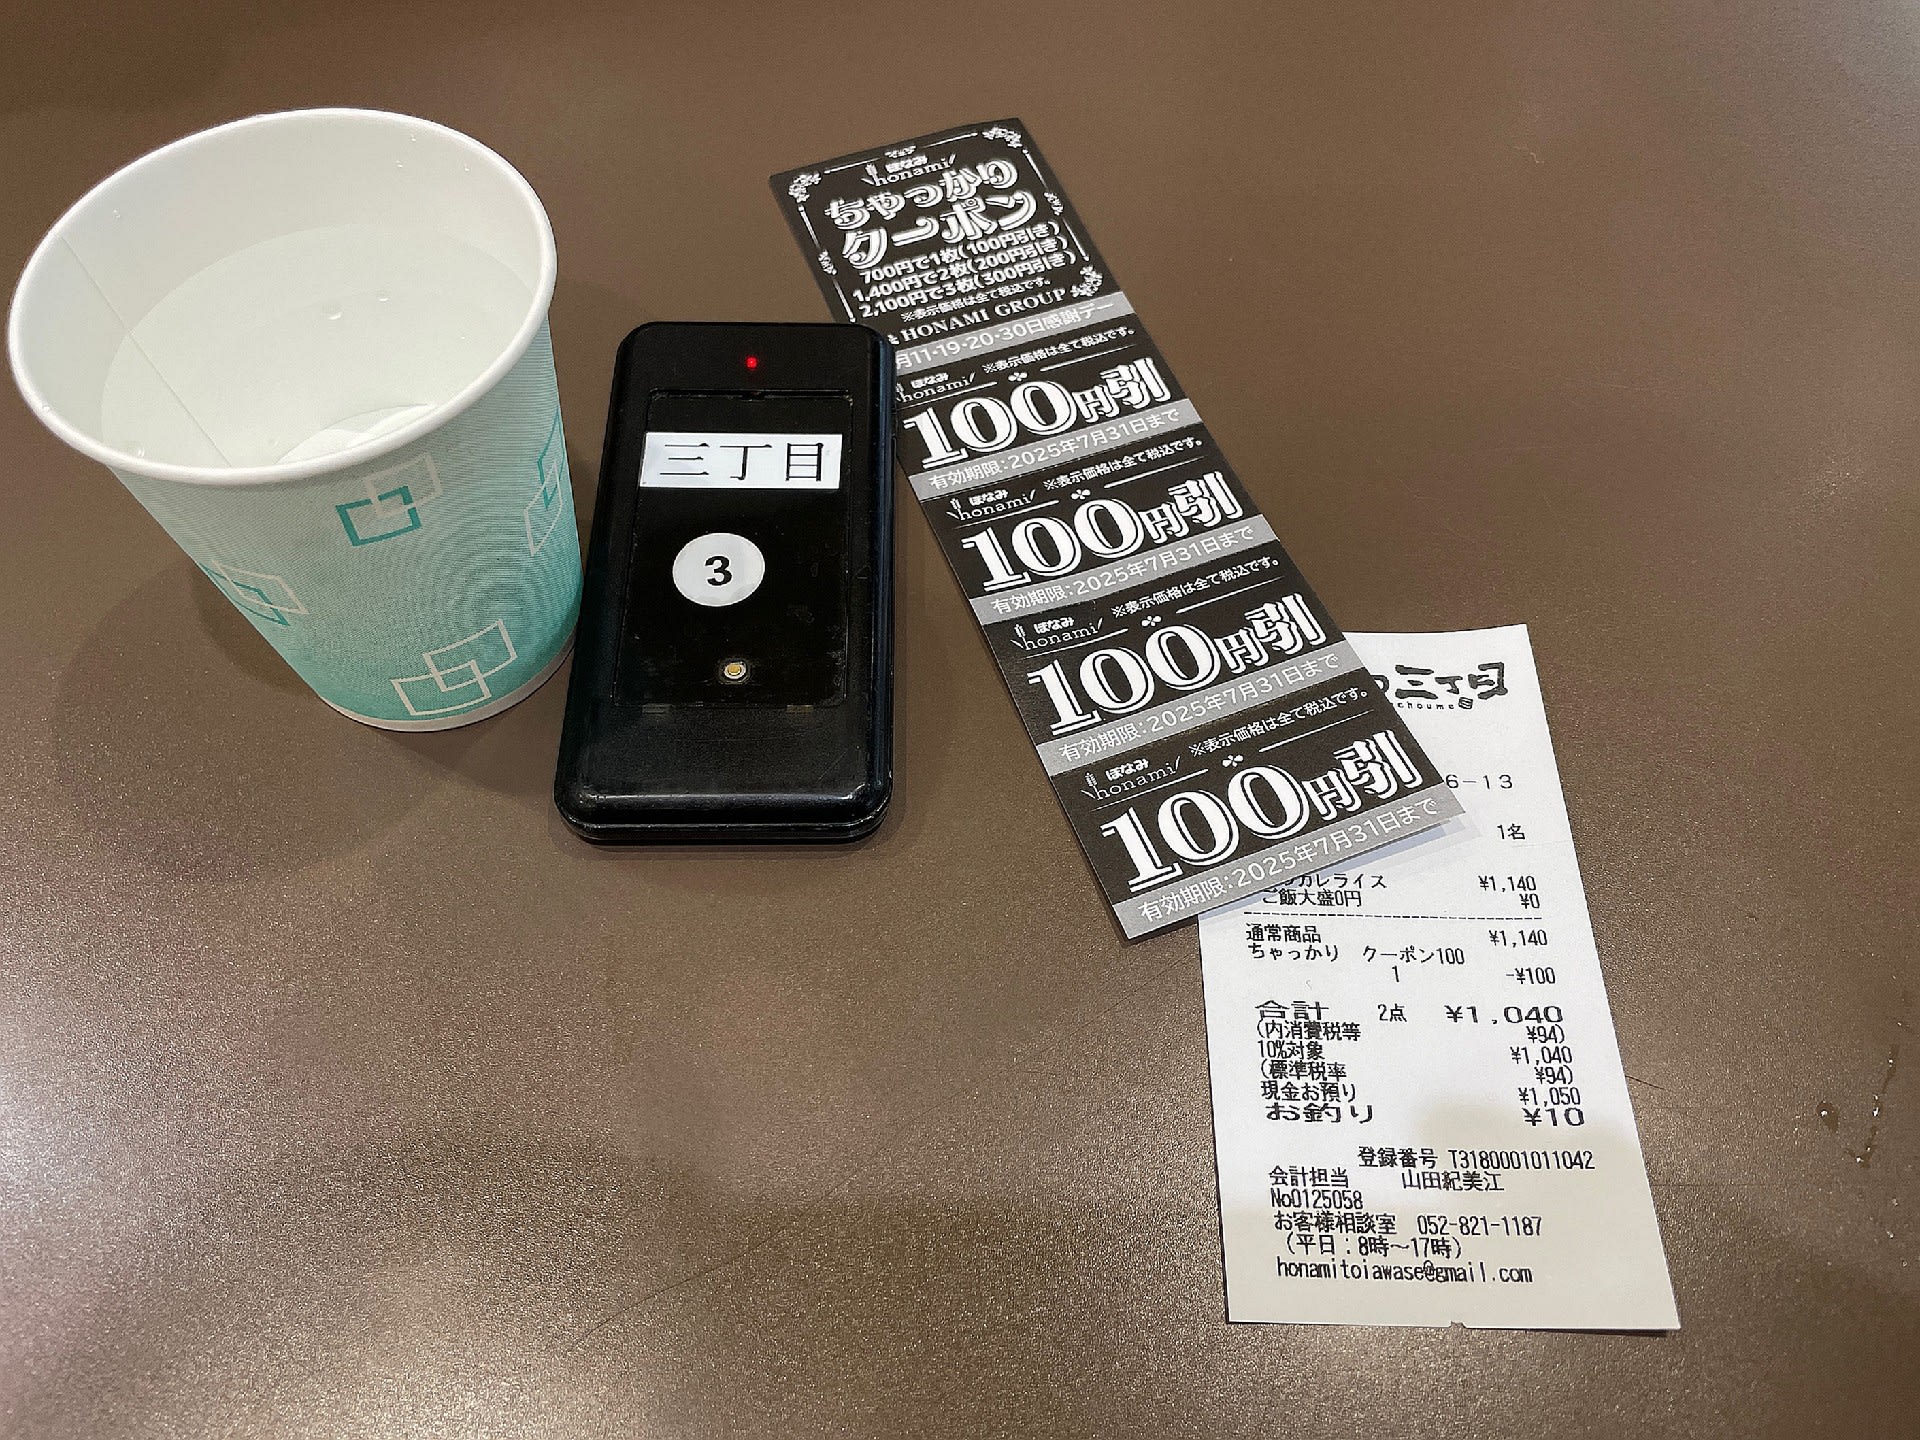 三丁目
3
ほなみ
honami
ちゃっかり
クーポン
700円で1枚(100円引き)
1,400円で2枚(200円引き)
2,100円で3枚(300円引き)
※表示価格は全て税込です。
HONAMI GROUP
月11・19・20・30日感謝デー
ほなみ
honami
※表示価格は全て税込です。
100円引
有効期限:2025年7月31日まで
ほなみ
honami
※表示価格は全て税込です。
100円引
有効期限:2025年7月31日まで
ほなみ
honami
※表示価格は全て税込です。
100円引
有効期限:2025年7月31日まで
ほなみ
honami
※表示価格は全て税込です。
100円引
有効期限:2025年7月31日まで
三丁目
choume
6-13
1名
カレライス ¥1,140
ご飯大盛0円 ¥0
通常商品 ¥1,140
ちゃっかり クーポン100
1 -¥100
合計 2点 ¥1,040
(内消費税等 ¥94)
10%対象 ¥1,040
(標準税率 ¥94)
現金お預り ¥1,050
お釣り ¥10
登録番号 T3180001011042
会計担当 山田紀美江
No0125058
お客様相談室 052-821-1187
(平日:8時〜17時)
honamitoiawase@gmail.com